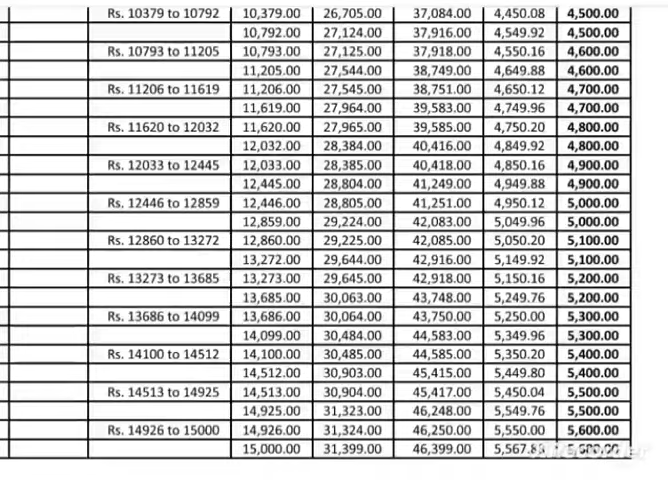 Rs. 10379 to 10792 10,379.00 26,705.00 37,084.00 4,450.08 4,500.00
10,792.00 27,124.00 37,916.00 4,549.92 4,500.00
Rs. 10793 to 11205 10,793.00 27,125.00 37,918.00 4,550.16 4,600.00
11,205.00 27,544.00 38,749.00 4,649.88 4,600.00
Rs. 11206 to 11619 11,206.00 27,545.00 38,751.00 4,650.12 4,700.00
11,619.00 27,964.00 39,583.00 4,749.96 4,700.00
Rs. 11620 to 12032 11,620.00 27,965.00 39,585.00 4,750.20 4,800.00
12,032.00 28,384.00 40,416.00 4,849.92 4,800.00
Rs. 12033 to 12445 12,033.00 28,385.00 40,418.00 4,850.16 4,900.00
12,445.00 28,804.00 41,249.00 4,949.88 4,900.00
Rs. 12446 to 12859 12,446.00 28,805.00 41,251.00 4,950.12 5,000.00
12,859.00 29,224.00 42,083.00 5,049.96 5,000.00
Rs. 12860 to 13272 12,860.00 29,225.00 42,085.00 5,050.20 5,100.00
13,272.00 29,644.00 42,916.00 5,149.92 5,100.00
Rs. 13273 to 13685 13,273.00 29,645.00 42,918.00 5,150.16 5,200.00
13,685.00 30,063.00 43,748.00 5,249.76 5,200.00
Rs. 13686 to 14099 13,686.00 30,064.00 43,750.00 5,250.00 5,300.00
14,099.00 30,484.00 44,583.00 5,349.96 5,300.00
Rs. 14100 to 14512 14,100.00 30,485.00 44,585.00 5,350.20 5,400.00
14,512.00 30,903.00 45,415.00 5,449.80 5,400.00
Rs. 14513 to 14925 14,513.00 30,904.00 45,417.00 5,450.04 5,500.00
14,925.00 31,323.00 46,248.00 5,549.76 5,500.00
Rs. 14926 to 15000 14,926.00 31,324.00 46,250.00 5,550.00 5,600.00
15,000.00 31,399.00 46,399.00